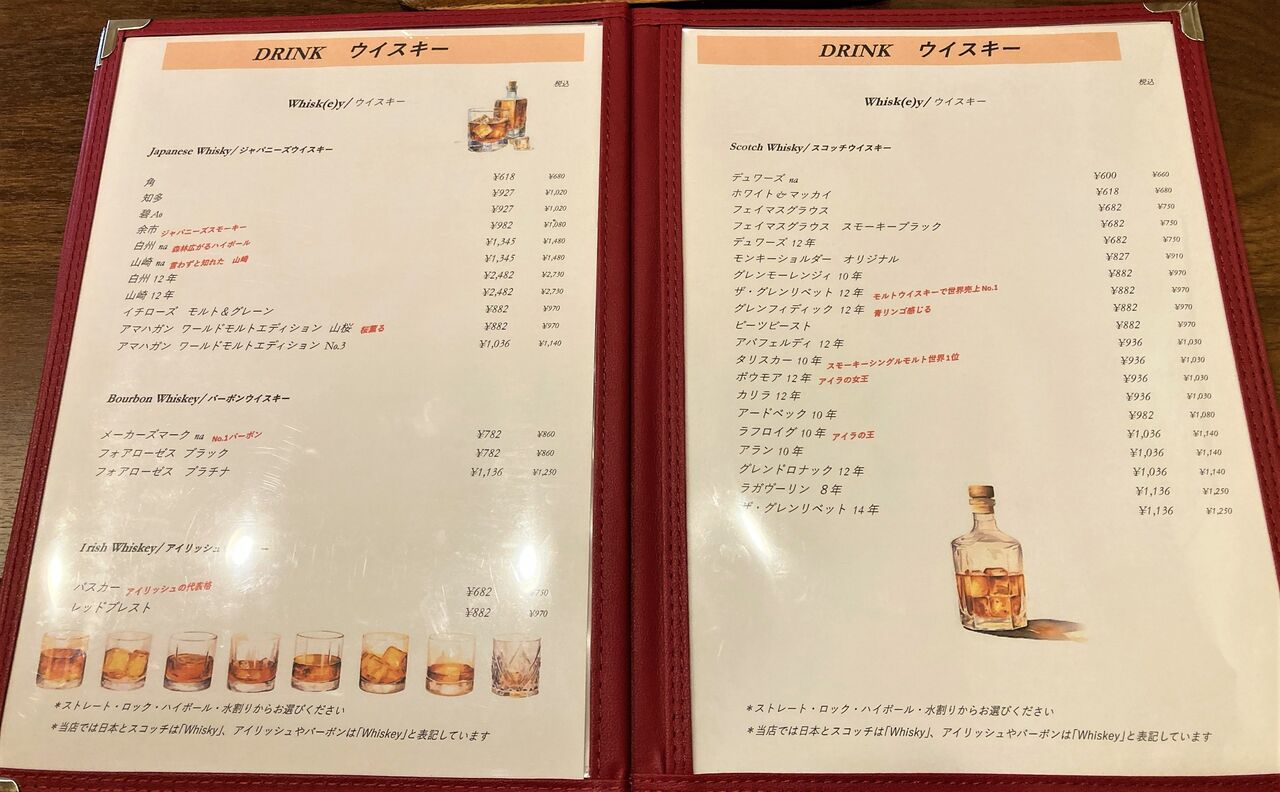 DRINK ウイスキー
税込
Whisk(e)y/ウイスキー
Japanese Whisky/ジャパニーズウイスキー
角 ¥618 ¥680
知多 ¥927 ¥1,020
碧Ao ¥927 ¥1,020
余市 ジャパニーズスモーキー ¥982 ¥1,080
白州 na 森林広がるハイボール ¥1,345 ¥1,480
山崎 na 言わずと知れた 山崎 ¥1,345 ¥1,480
白州 12年 ¥2,482 ¥2,730
山崎 12年 ¥2,482 ¥2,730
イチローズ モルト&グレーン ¥882 ¥970
アマハガン ワールドモルトエディション 山桜 桜薫る ¥882 ¥970
アマハガン ワールドモルトエディション No.3 ¥1,036 ¥1,140
Bourbon Whiskey/バーボンウイスキー
メーカーズマーク na No.1バーボン ¥782 ¥860
フォアローゼス ブラック ¥782 ¥860
フォアローゼス プラチナ ¥1,136 ¥1,250
Irish Whiskey/アイリッシュ
バスカー アイリッシュの代表格 ¥682 ¥750
レッドブレスト ¥882 ¥970
*ストレート・ロック・ハイボール・水割りからお選びください
*当店では日本とスコッチは「Whisky」、アイリッシュやバーボンは「Whiskey」と表記しています
DRINK ウイスキー
税込
Whisk(e)y/ウイスキー
Scotch Whisky/スコッチウイスキー
デュワーズ na ¥600 ¥660
ホワイト&マッカイ ¥618 ¥680
フェイマスグラウス ¥682 ¥750
フェイマスグラウス スモーキーブラック ¥682 ¥750
デュワーズ 12年 ¥682 ¥750
モンキーショルダー オリジナル ¥827 ¥910
グレンモーレンジィ 10年 ¥882 ¥970
ザ・グレンリベット 12年 モルトウイスキーで世界売上No.1 ¥882 ¥970
グレンフィディック 12年 青リンゴ感じる ¥882 ¥970
ピーツビースト ¥882 ¥970
アバフェルディ 12年 ¥936 ¥1,030
タリスカー 10年 スモーキーシングルモルト世界1位 ¥936 ¥1,030
ボウモア 12年 アイラの女王 ¥936 ¥1,030
カリラ 12年 ¥936 ¥1,030
アードベック 10年 ¥982 ¥1,080
ラフロイグ 10年 アイラの王 ¥1,036 ¥1,140
アラン 10年 ¥1,036 ¥1,140
グレンドロナック 12年 ¥1,036 ¥1,140
ラガヴーリン 8年 ¥1,136 ¥1,250
ザ・グレンリベット 14年 ¥1,136 ¥1,250
*ストレート・ロック・ハイボール・水割りからお選びください
*当店では日本とスコッチは「Whisky」、アイリッシュやバーボンは「Whiskey」と表記しています